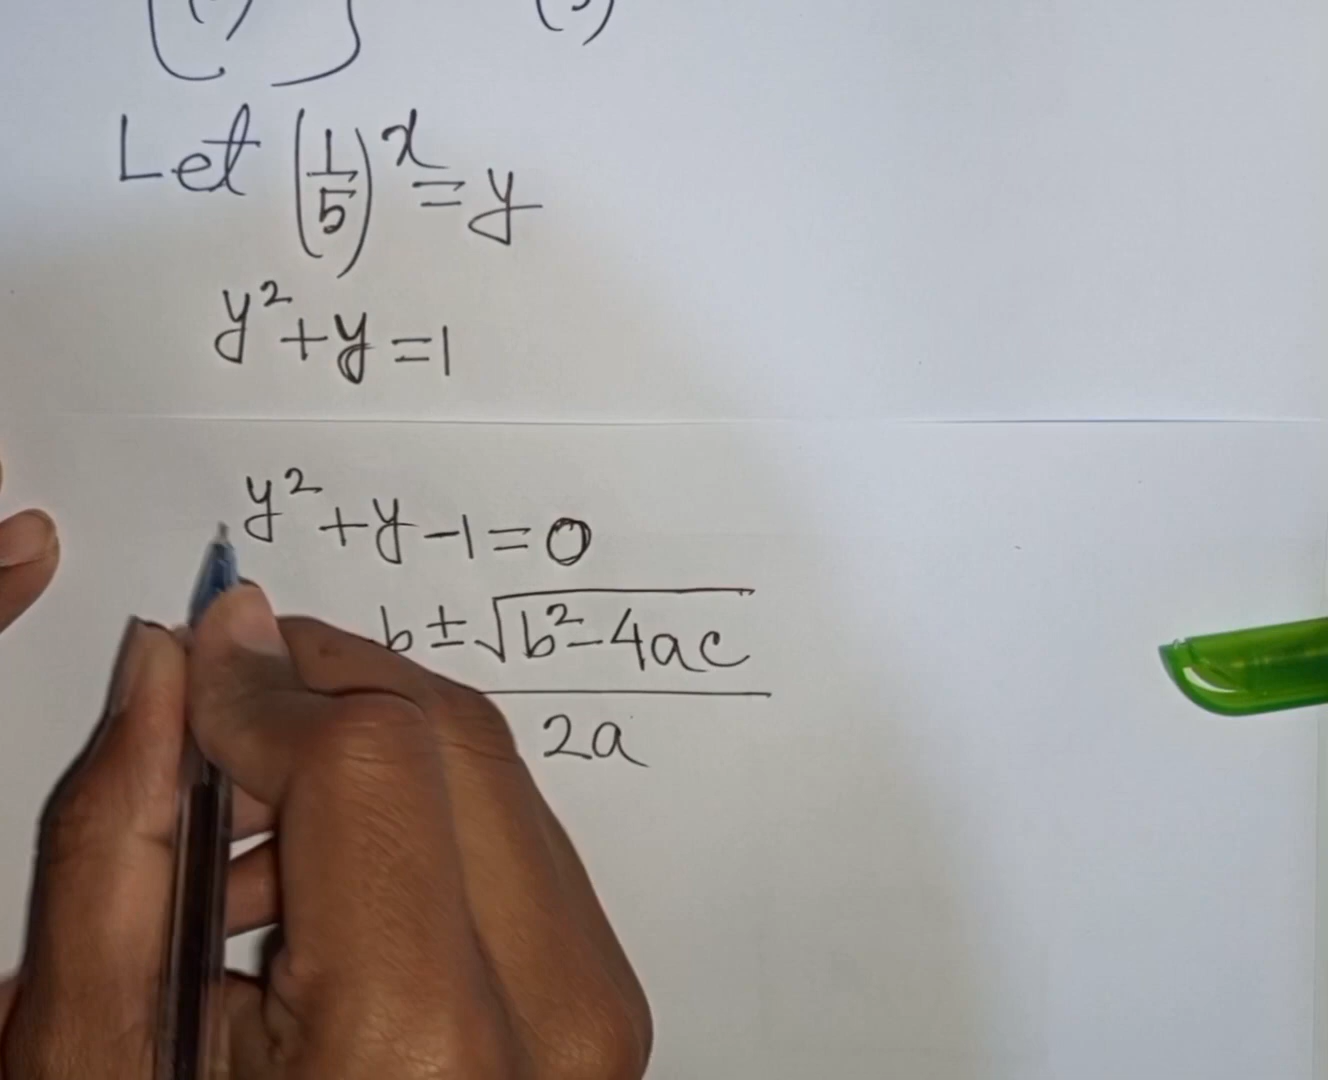 Let (1/5)^x = y
y² + y = 1
y² + y - 1 = 0
b ± √(b² - 4ac)
2a